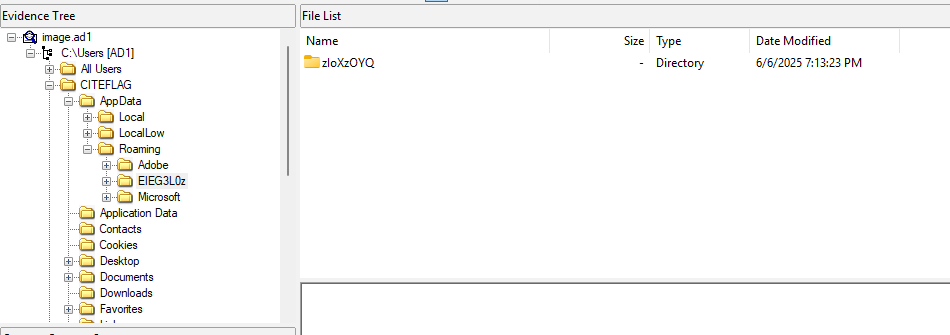 Evidence Tree
image.ad1
C:\Users [AD1]
All Users
CITEFLAG
AppData
Local
LocalLow
Roaming
Adobe
EIEG3L0z
Microsoft
Application Data
Contacts
Cookies
Desktop
Documents
Downloads
Favorites
File List
Name Size Type Date Modified
zloXzOYQ - Directory 6/6/2025 7:13:23 PM